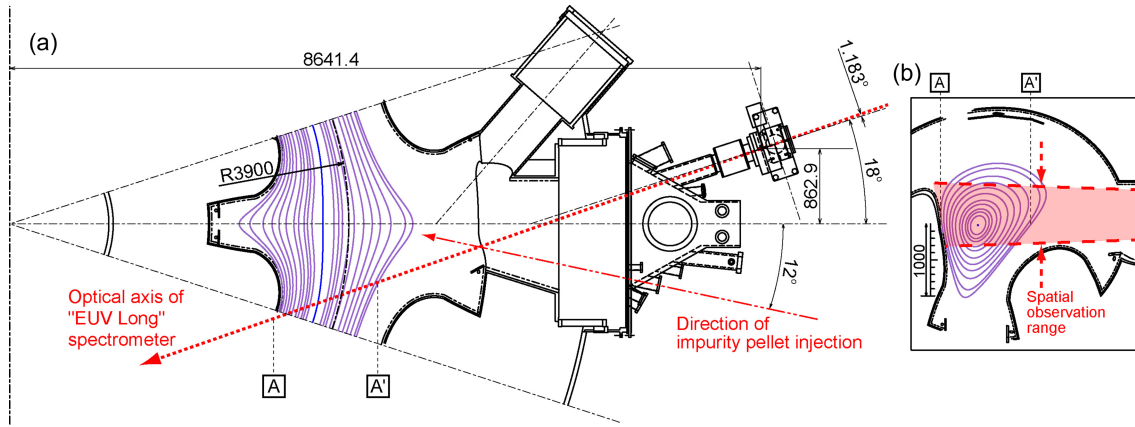 (a)
8641.4
1.183°
18°
862.9
R3900
12°
Optical axis of
"EUV Long"
spectrometer
A
A'
Direction of
impurity pellet injection
(b)
A
A'
1000
Spatial
observation
range